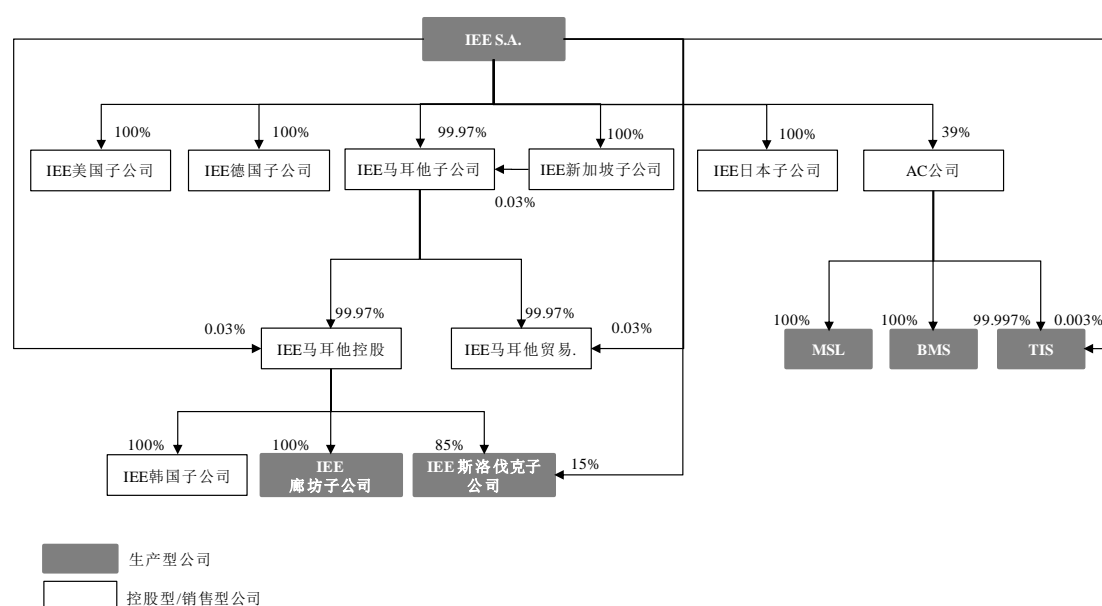 IEE S.A.
100%
100%
99.97%
100%
100%
39%
IEE美国子公司
IEE德国子公司
IEE马耳他子公司
IEE新加坡子公司
IEE日本子公司
AC公司
0.03%
0.03%
99.97%
99.97%
0.03%
100%
100%
99.997%
0.003%
IEE马耳他控股
IEE马耳他贸易.
MSL
BMS
TIS
100%
100%
85%
15%
IEE韩国子公司
IEE
廊坊子公司
IEE斯洛伐克子
公司
生产型公司
控股型/销售型公司